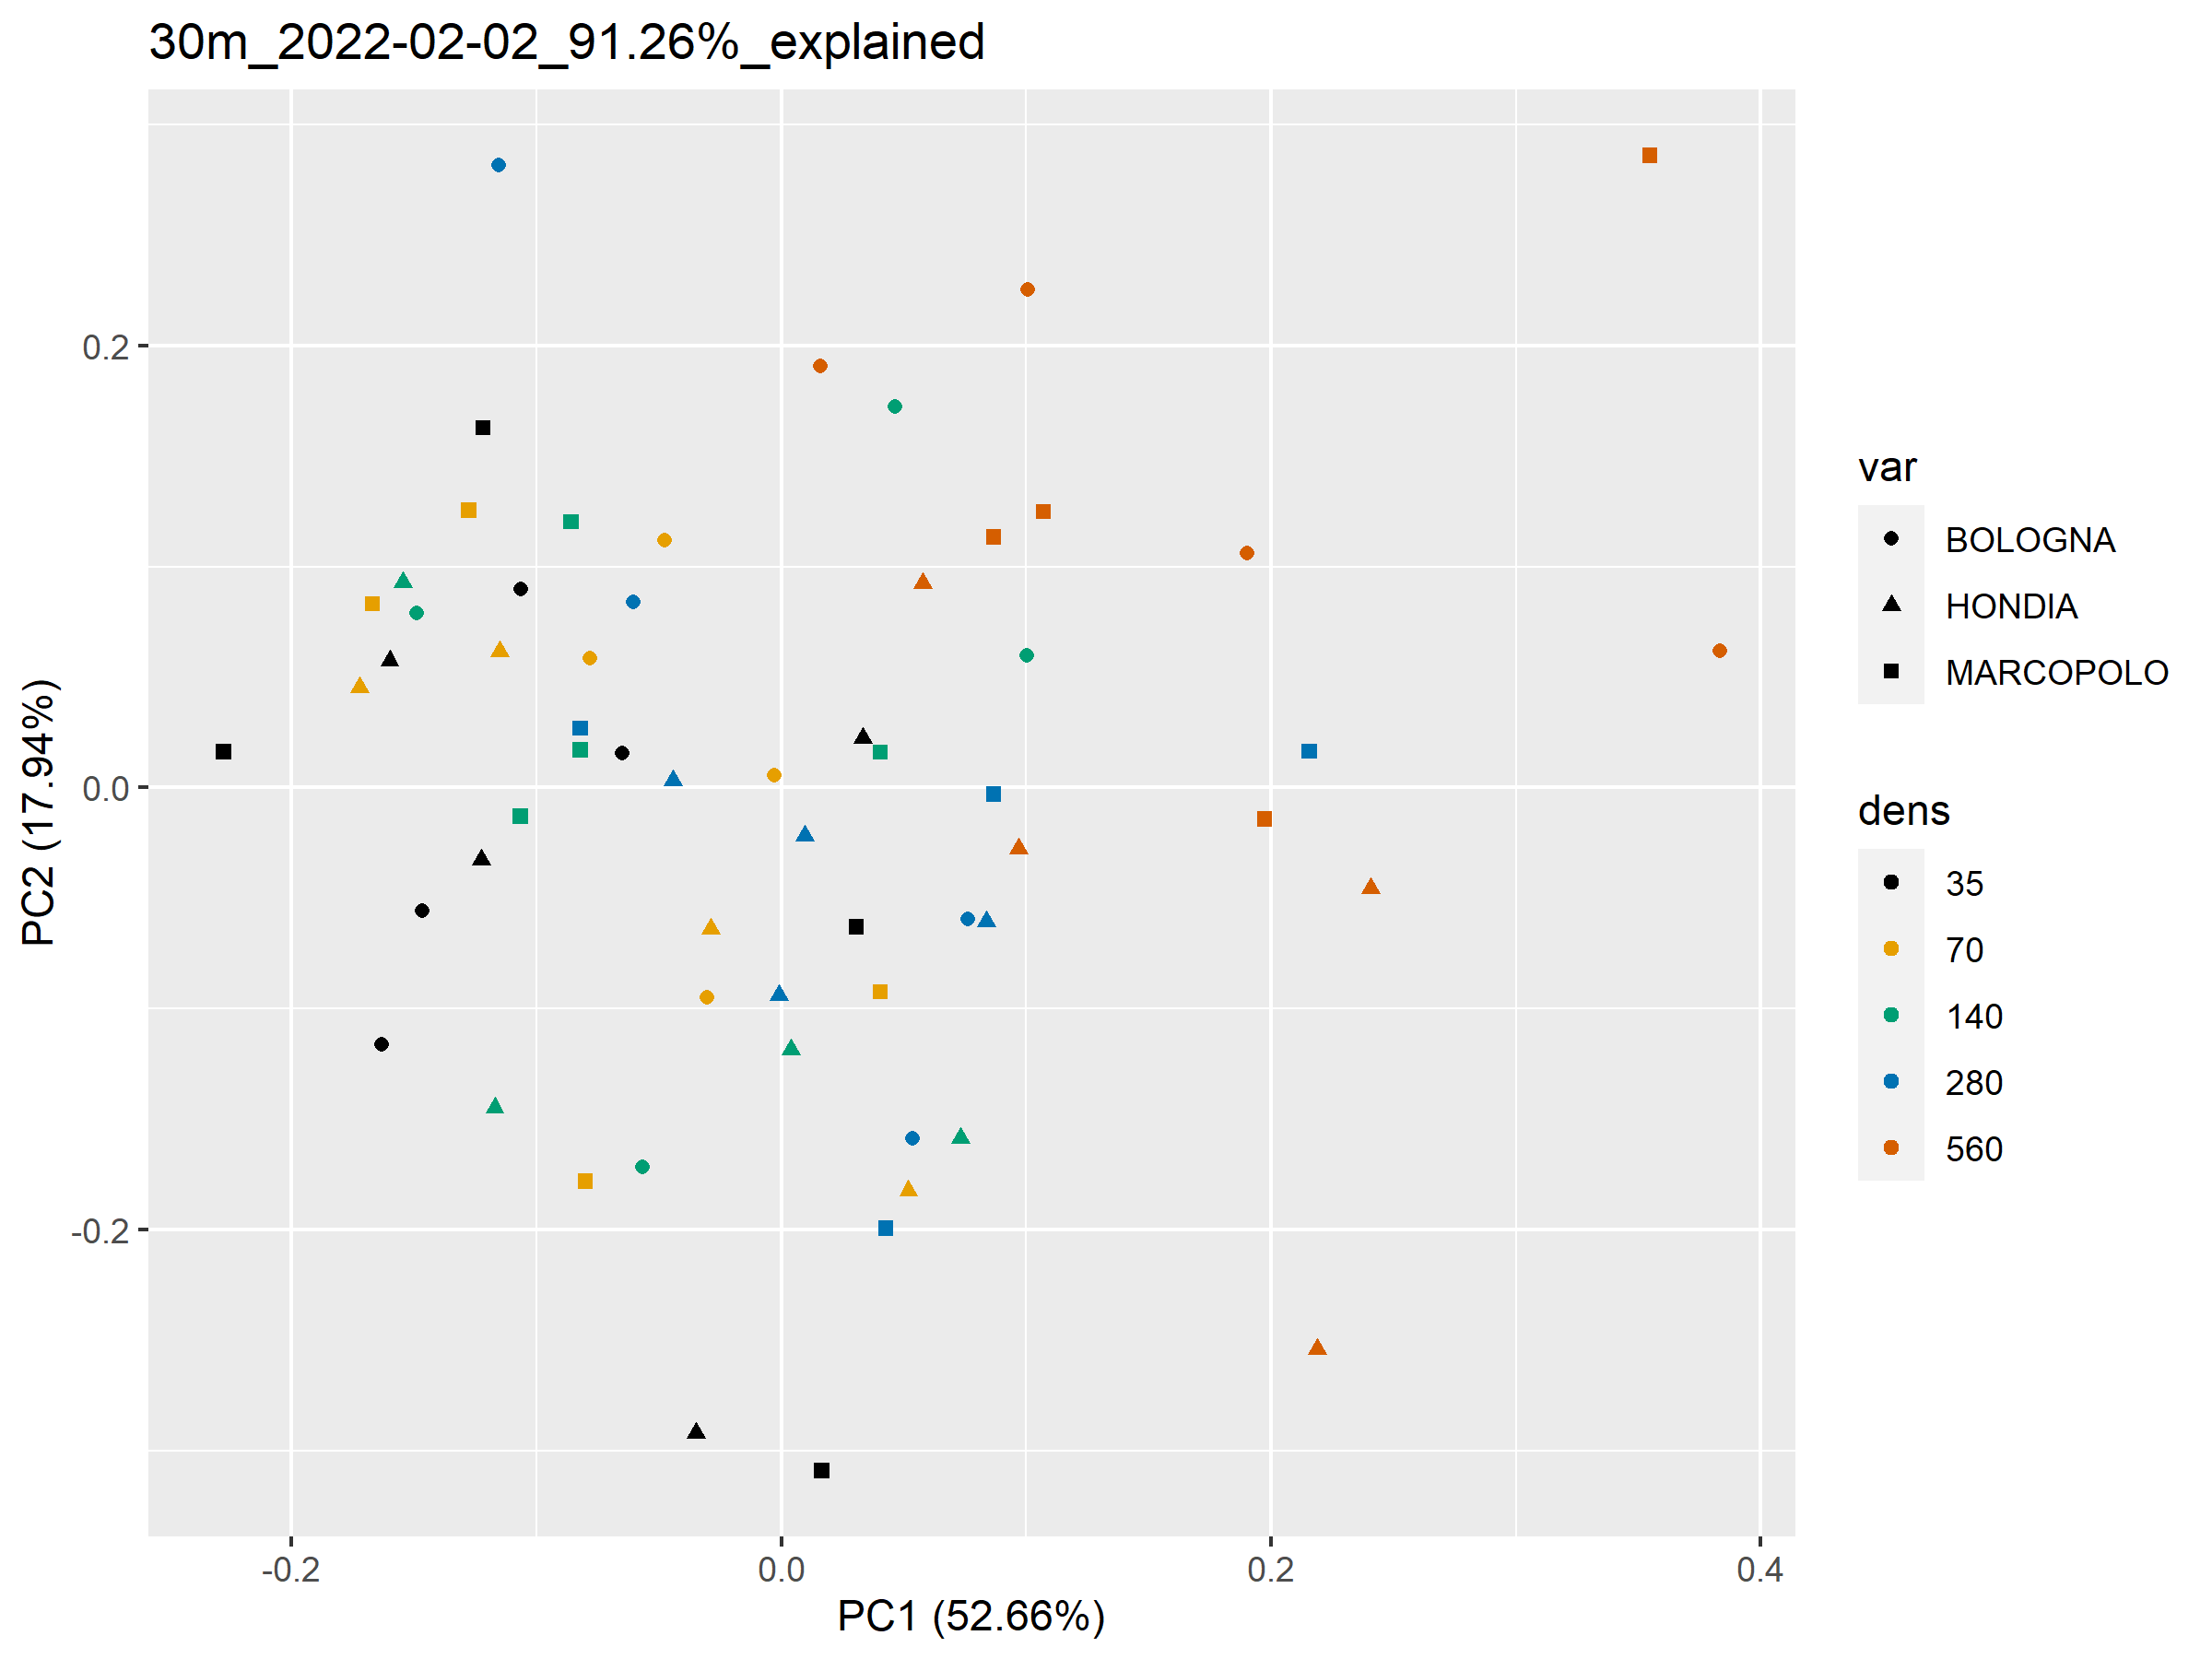 30m_2022-02-02_91.26%_explained
PC2 (17.94%)
0.2
0.0
-0.2
-0.2
0.0
0.2
0.4
PC1 (52.66%)
var
BOLOGNA
HONDIA
MARCOPOLO
dens
35
70
140
280
560